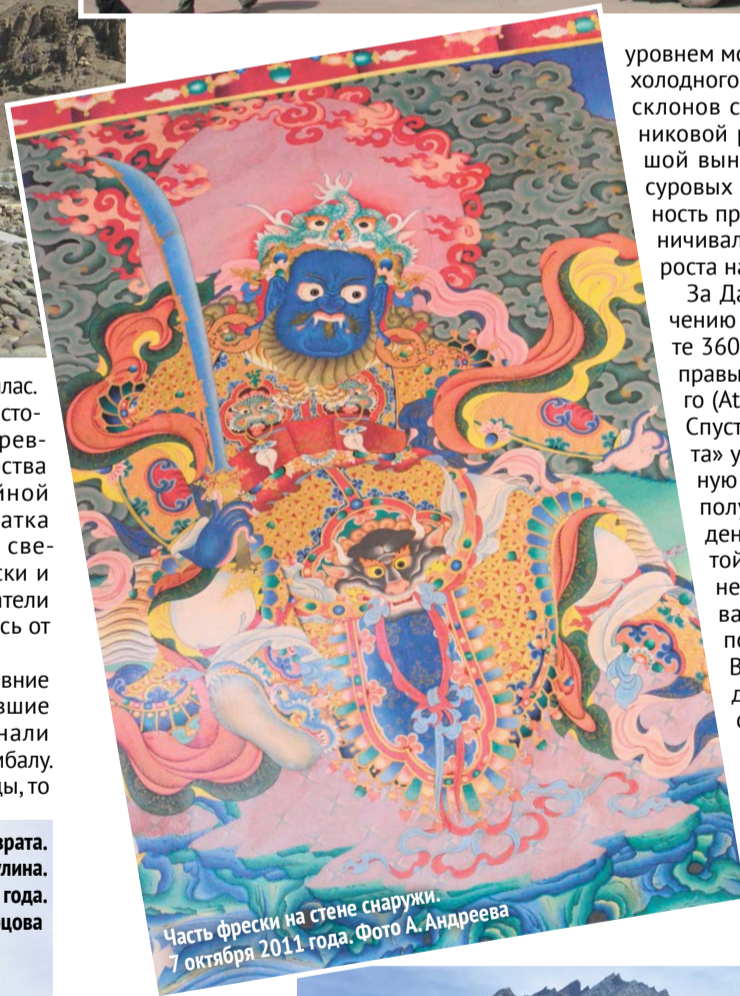 лас.
сто-
рев-
ества
йной
атка
све-
ски и
атели
сь от
вние
вшие
нали
ибалу.
ды, то
врата.
улина.
года.
цова
Часть фрески на стене снаружи.
7 октября 2011 года. Фото А. Андреева
уровнем мо
холодного
склонов с
никовой р
шой вын
суровых
ность пр
ничивал
роста на
За Да
чению
те 360
правы
го (At
Спуст
та» у
ную
полу
ден
той
не
ва
по
В
д
с